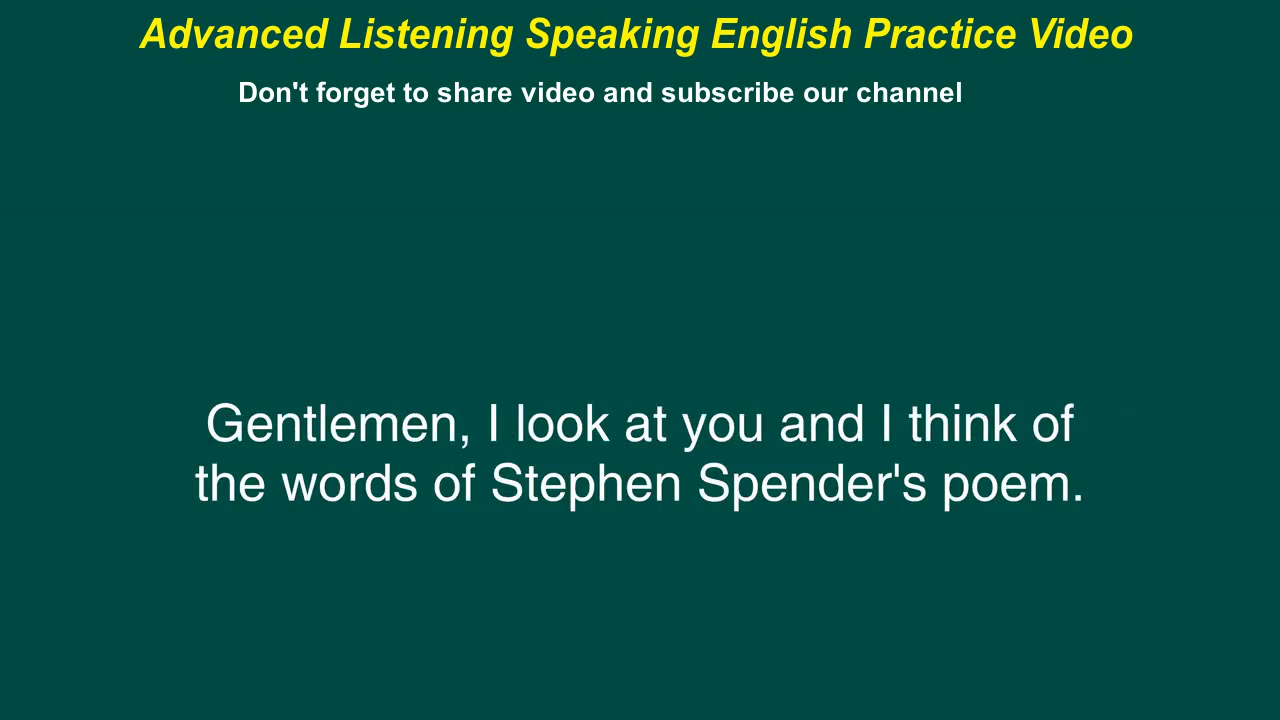 Advanced Listening Speaking English Practice Video
Don't forget to share video and subscribe our channel
Gentlemen, I look at you and I think of
the words of Stephen Spender's poem.